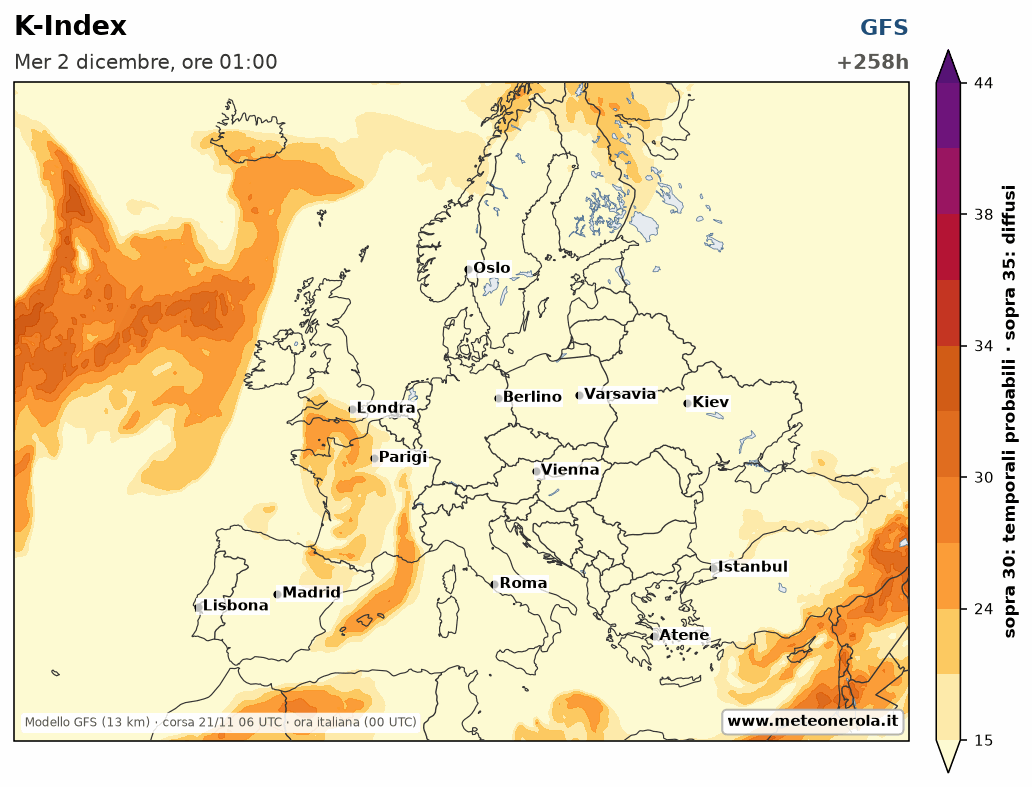 K-Index
GFS
Mer 2 dicembre, ore 01:00
+258h
44
38
34
30
24
15
sopra 30: temporali probabili · sopra 35: diffusi
Oslo
Londra
Berlino
Varsavia
Kiev
Parigi
Vienna
Istanbul
Roma
Madrid
Lisbona
Atene
Modello GFS (13 km) · corsa 21/11 06 UTC · ora italiana (00 UTC)
www.meteonerola.it